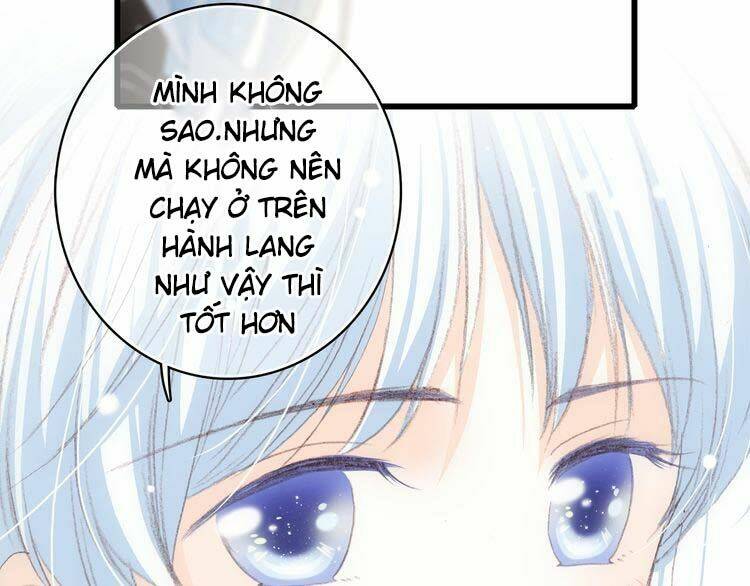 MÌNH KHÔNG
SAO.NHƯNG
MÀ KHÔNG NÊN
CHẠY Ở TRÊN
HÀNH LANG
NHƯ VẬY THÌ
TỐT HƠN